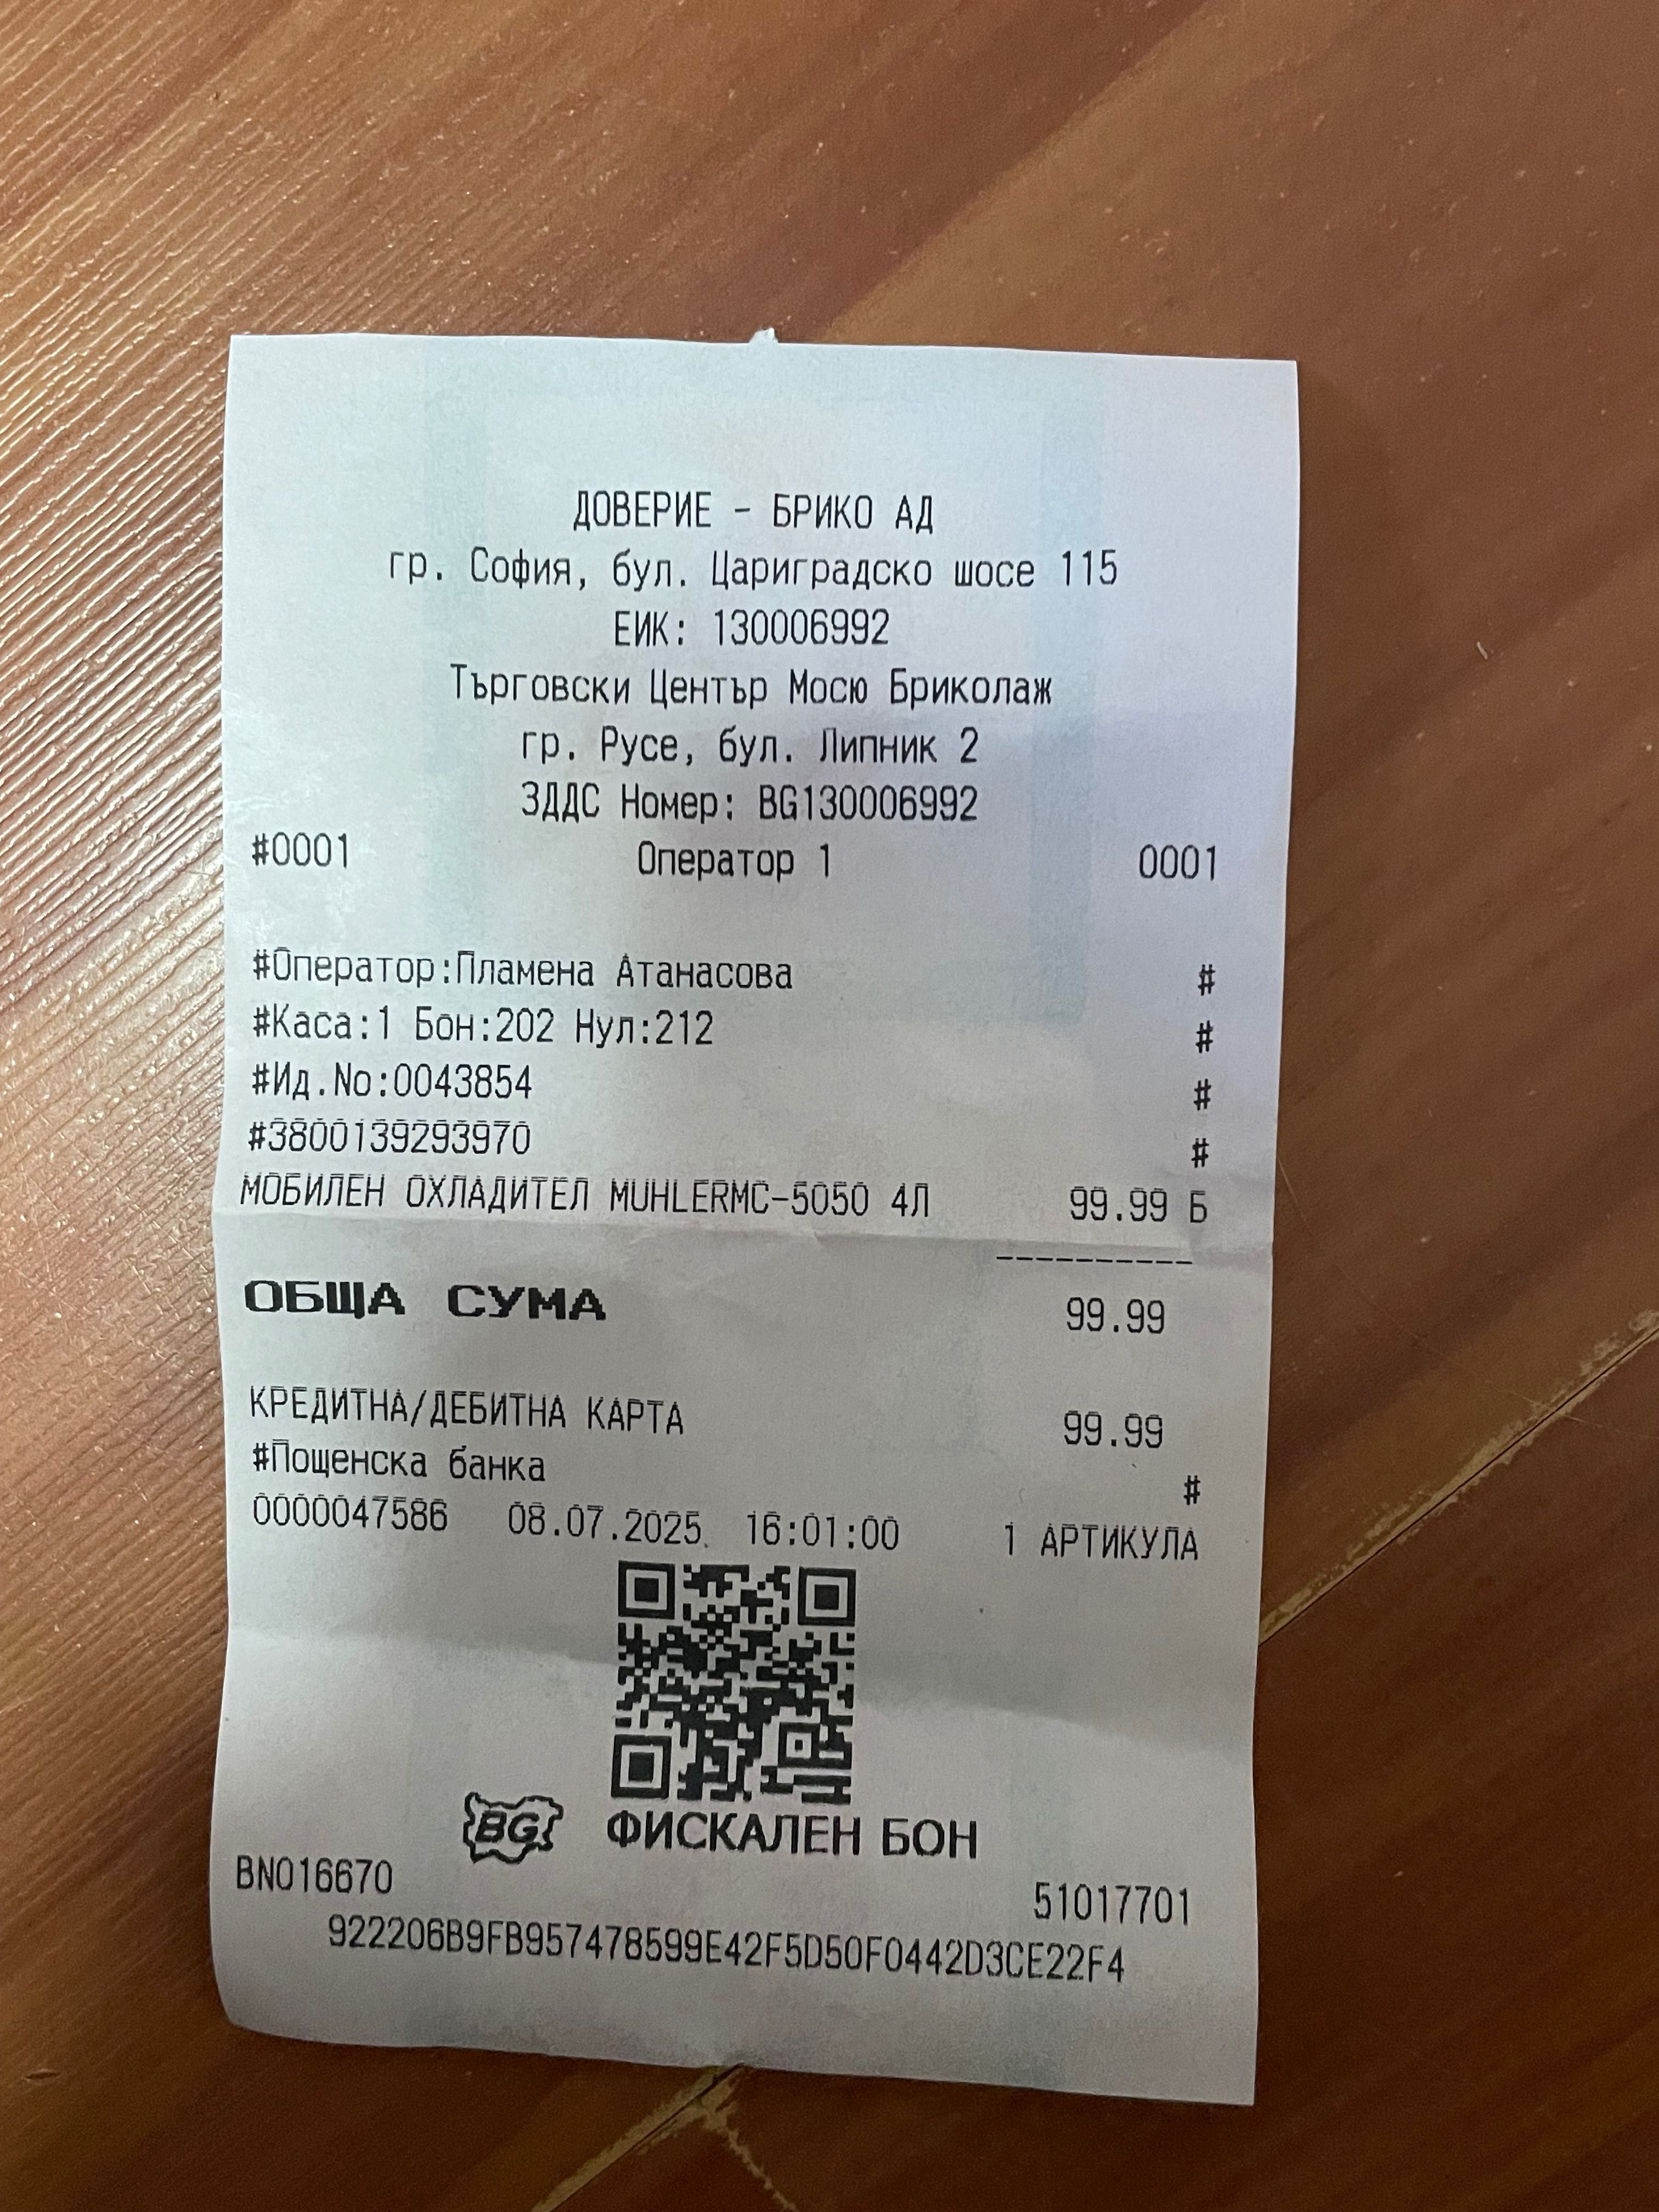 ДОВЕРИЕ - БРИКО АД
гр. София, бул. Цариградско шосе 115
ЕИК: 130006992
Търговски Център Мосю Бриколаж
гр. Русе, бул. Липник 2
ЗДДС Номер: BG130006992
#0001 Оператор 1 0001
#Оператор:Пламена Атанасова #
#Каса:1 Бон:202 Нул:212 #
#Ид.No:0043854 #
#3800139293970 #
МОБИЛЕН ОХЛАДИТЕЛ MUHLERMC-5050 4Л 99.99 Б
----------
ОБЩА СУМА 99.99
КРЕДИТНА/ДЕБИТНА КАРТА 99.99
#Пощенска банка #
0000047586 08.07.2025 16:01:00 1 АРТИКУЛА
BG ФИСКАЛЕН БОН
BN016670 51017701
922206B9FB957478599E42F5D50F0442D3CE22F4